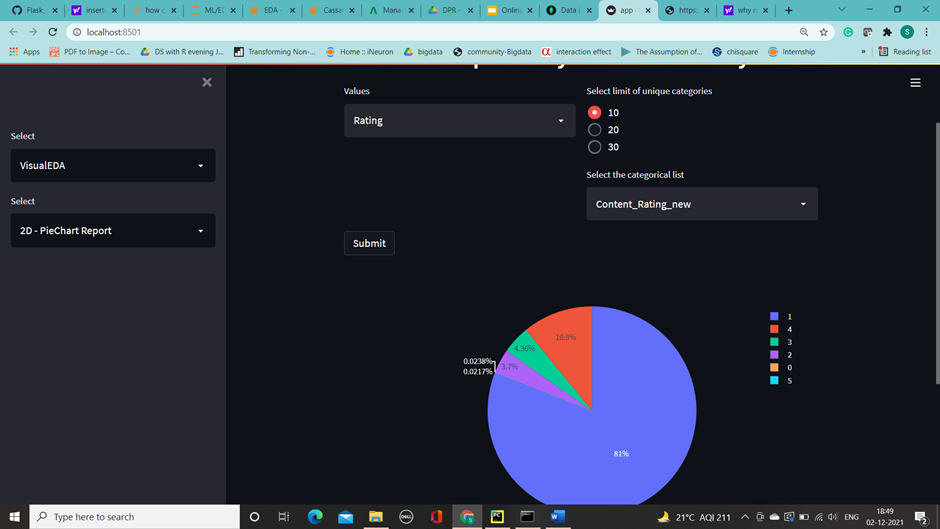 Flask_
insert
how c
ML/E
EDA -
Cassa
Mana
DPR -
Online
Data
app ·
https:
why n
localhost:8501
Apps
PDF to Image – Co...
DS with R evening J...
Transforming Non-...
Home :: iNeuron
bigdata
community-Bigdata
interaction effect
The Assumption of...
chisquare
Internship
»
Reading list
Values
Select limit of unique categories
Rating
10
20
30
Select
VisualEDA
Select the categorical list
Select
Content_Rating_new
2D - PieChart Report
Submit
1
4
3
2
0
5
10.9%
4.36%
3.7%
0.0238%
0.0217%
81%
Type here to search
21°C AQI 211
ENG
18:49
02-12-2021
2